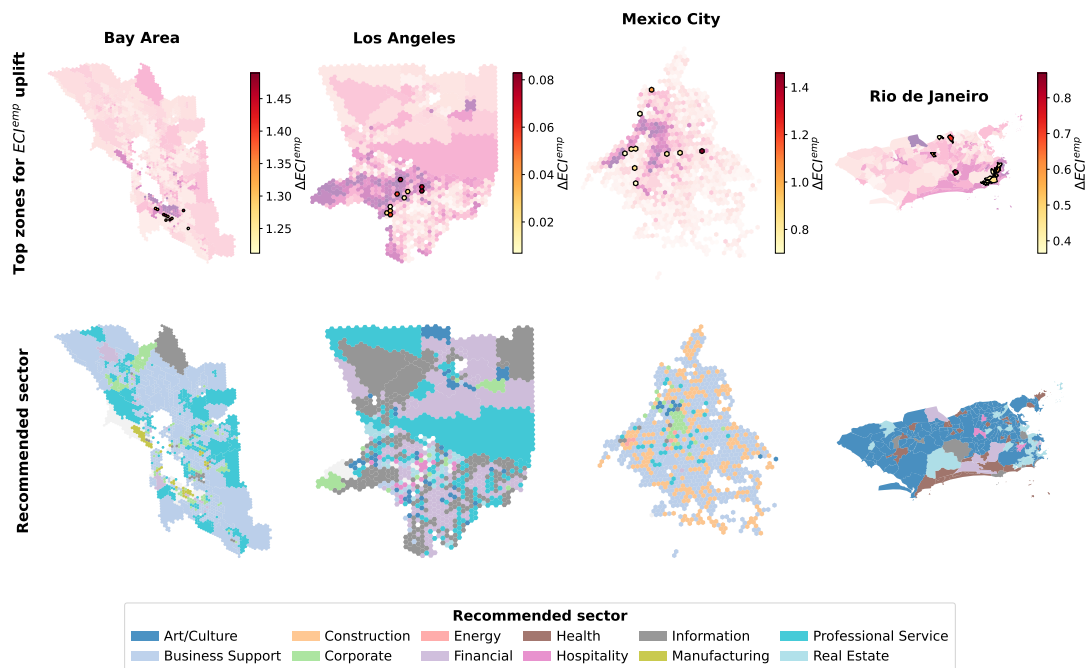 Bay Area
Los Angeles
Mexico City
Rio de Janeiro
Top zones for ECI^emp uplift
1.45
1.40
1.35
1.30
1.25
ΔECI^emp
0.08
0.06
0.04
0.02
ΔECI^emp
1.4
1.2
1.0
0.8
ΔECI^emp
0.8
0.7
0.6
0.5
0.4
ΔECI^emp
Recommended sector
Recommended sector
Art/Culture
Construction
Energy
Health
Information
Professional Service
Business Support
Corporate
Financial
Hospitality
Manufacturing
Real Estate